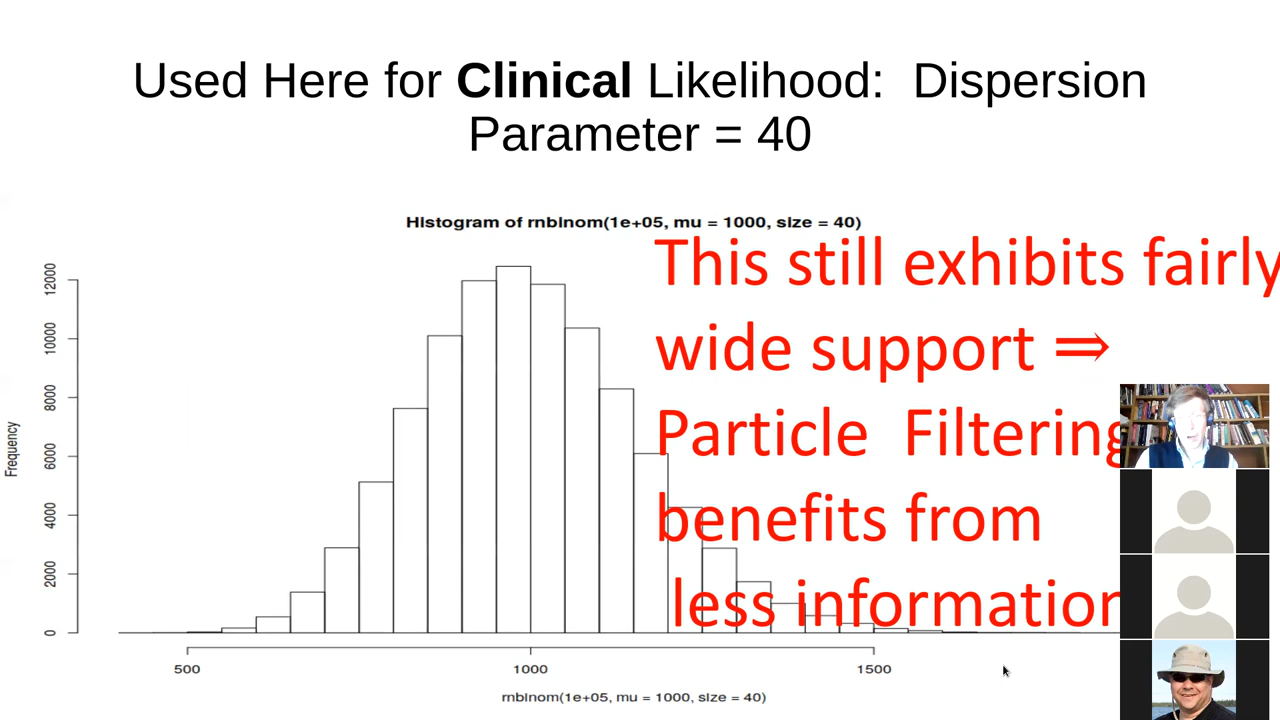 Used Here for Clinical Likelihood:  Dispersion
Parameter = 40
Histogram of rnbinom(1e+05, mu = 1000, size = 40)
This still exhibits fairly
wide support ⇒
Particle  Filtering
benefits from
less information
Frequency
12000
10000
8000
6000
4000
2000
0
500
1000
1500
rnbinom(1e+05, mu = 1000, size = 40)